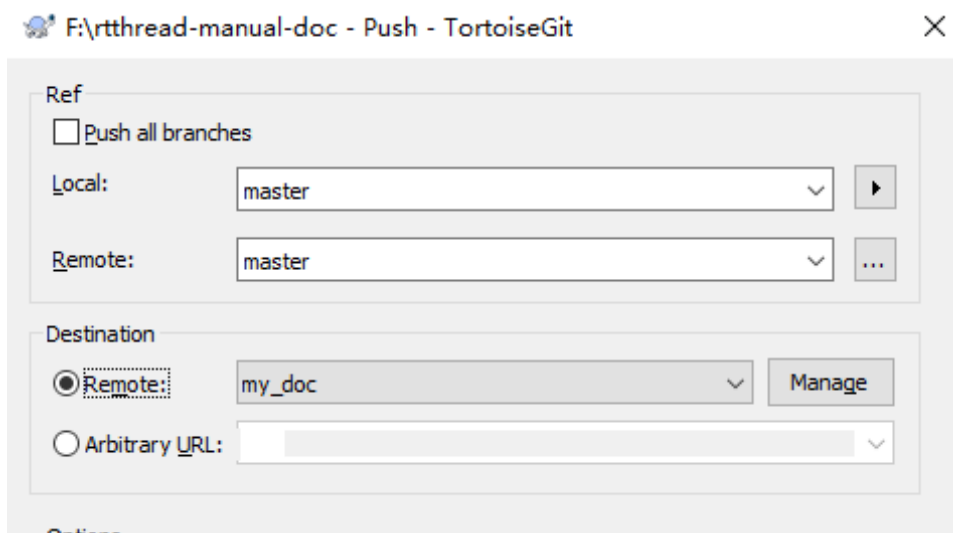 F:\rtthread-manual-doc - Push - TortoiseGit
Ref
Push all branches
Local:
master
Remote:
master
...
Destination
Remote:
my_doc
Manage
Arbitrary URL: